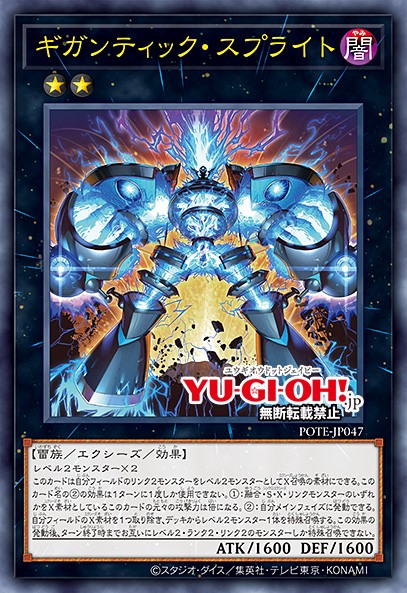 ギガンティック・スプライト 闇
ユウギオウドットジェイピー
YU-GI-OH!.jp
無断転載禁止
POTE-JP047
【雷族/エクシーズ/効果】
レベル2モンスター×2
このカードは自分フィールドのリンク2モンスターをレベル2モンスターとしてX召喚の素材にできる。この
カード名の②の効果は1ターンに1度しか使用できない。①:融合・S・X・リンクモンスターのいずれ
かをX素材としているこのカードの元々の攻撃力は倍になる。②:自分メインフェイズに発動できる。
自分フィールドのX素材を1つ取り除き、デッキからレベル2モンスター1体を特殊召喚する。この効果の
発動後、ターン終了時までお互いにレベル2・ランク2・リンク2のモンスターしか特殊召喚できない。
ATK/1600 DEF/1600
©スタジオ・ダイス/集英社・テレビ東京・KONAMI